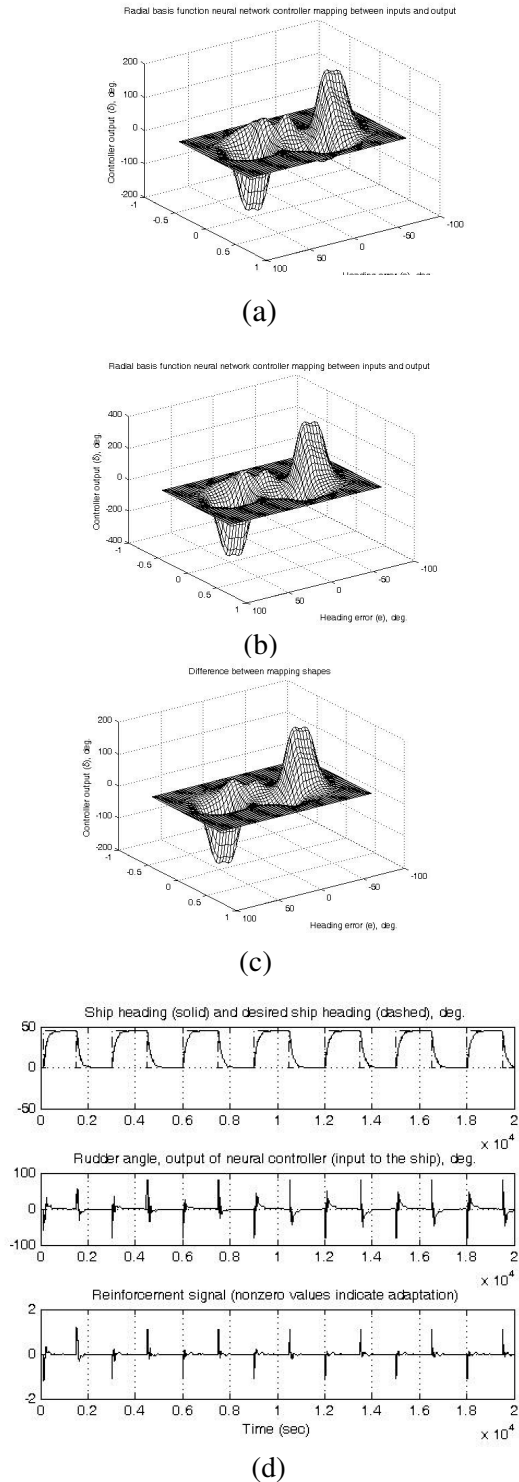 Radial basis function neural network controller mapping between inputs and output
200
100
0
-100
-200
Controller output (δ), deg.
-1
-0.5
0
0.5
1
100
50
0
-50
-100
Heading error (e), deg.
(a)
Radial basis function neural network controller mapping between inputs and output
400
200
0
-200
-400
Controller output (δ), deg.
-1
-0.5
0
0.5
1
100
50
0
-50
-100
Heading error (e), deg.
(b)
Difference between mapping shapes
200
100
0
-100
-200
Controller output (δ), deg.
-1
-0.5
0
0.5
1
100
50
0
-50
-100
Heading error (e), deg.
(c)
Ship heading (solid) and desired ship heading (dashed), deg.
50
0
-50
0 0.2 0.4 0.6 0.8 1 1.2 1.4 1.6 1.8 2
x 10^4
Rudder angle, output of neural controller (input to the ship), deg.
100
0
-100
0 0.2 0.4 0.6 0.8 1 1.2 1.4 1.6 1.8 2
x 10^4
Reinforcement signal (nonzero values indicate adaptation)
2
0
-2
0 0.2 0.4 0.6 0.8 1 1.2 1.4 1.6 1.8 2
Time (sec)
x 10^4
(d)